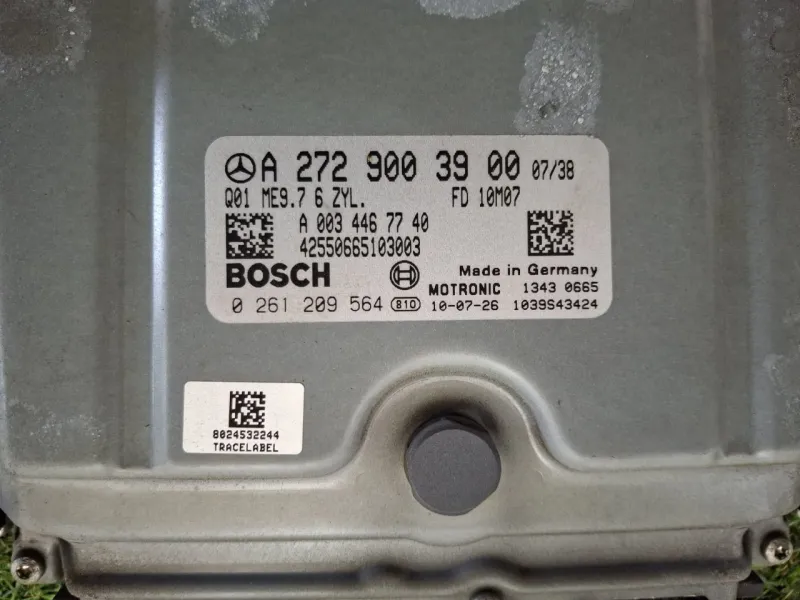 A 272 900 39 00 07/38
Q01 ME9.7 6 ZYL. FD 10M07
A 003 446 77 40
42550665103003
BOSCH
Made in Germany
MOTRONIC 1343 0665
0 261 209 564 810 10-07-26 1039S43424
8024532244
TRACELABEL